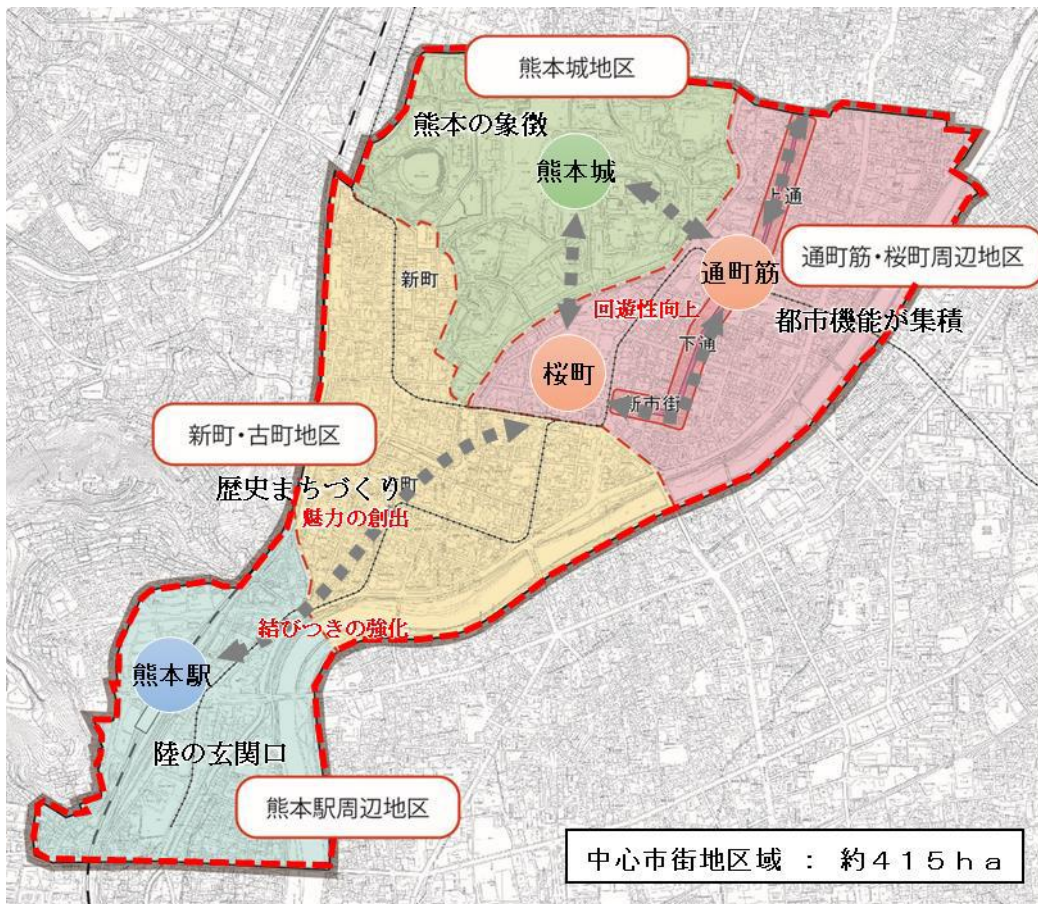 熊本城地区
熊本の象徴
熊本城
上通
新町
通町筋
通町筋・桜町周辺地区
回遊性向上
都市機能が集積
下通
桜町
新市街
新町・古町地区
歴史まちづくり
町
魅力の創出
結びつきの強化
熊本駅
陸の玄関口
熊本駅周辺地区
中心市街地区域 : 約415ha